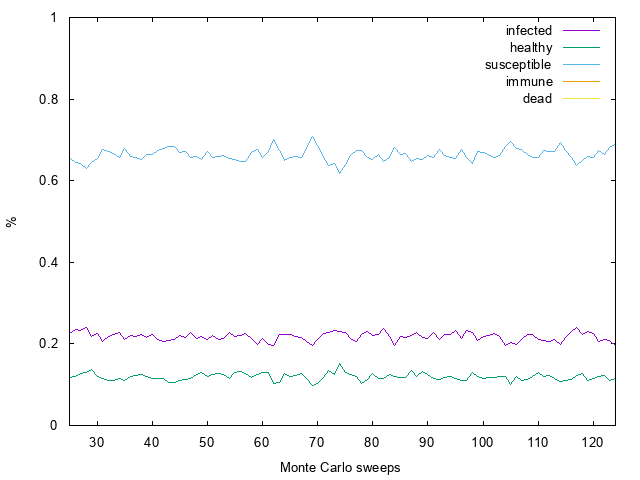 1
infected
healthy
susceptible
immune
0.8
dead
0.6
%
0.4
0.2
0
30 40 50 60 70 80 90 100 110 120
Monte Carlo sweeps